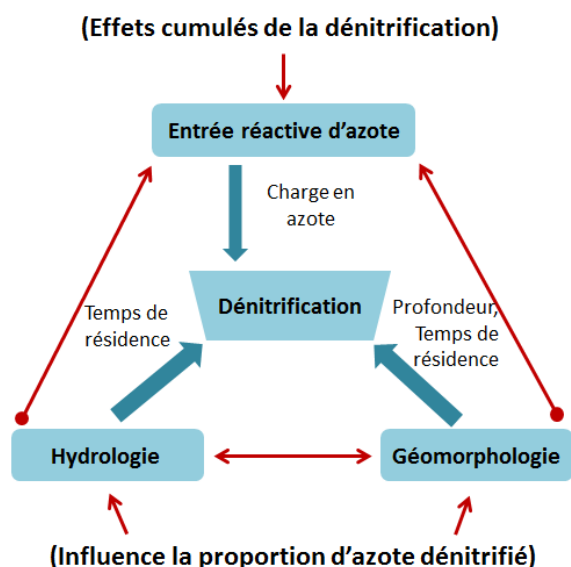 (Effets cumulés de la dénitrification)
Entrée réactive d'azote
Charge en
azote
Dénitrification
Temps de
résidence
Profondeur,
Temps de
résidence
Hydrologie
Géomorphologie
(Influence la proportion d'azote dénitrifié)